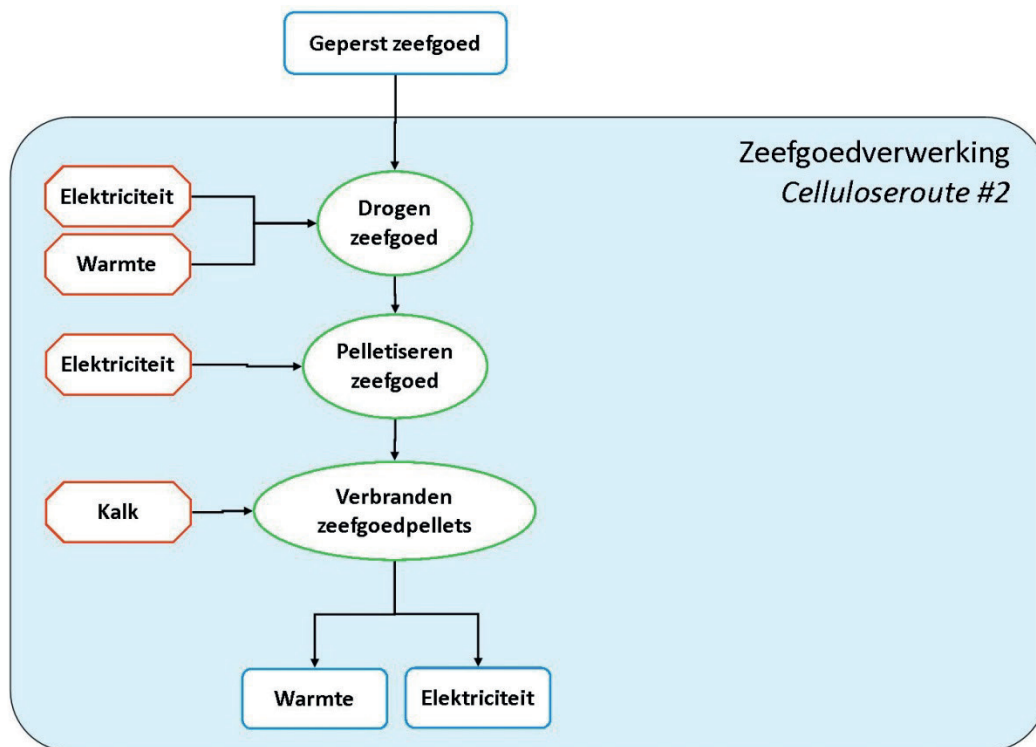 Geperst zeefgoed
Zeefgoedverwerking
Celluloseroute #2
Elektriciteit
Warmte
Drogen
zeefgoed
Elektriciteit
Pelletiseren
zeefgoed
Kalk
Verbranden
zeefgoedpellets
Warmte
Elektriciteit